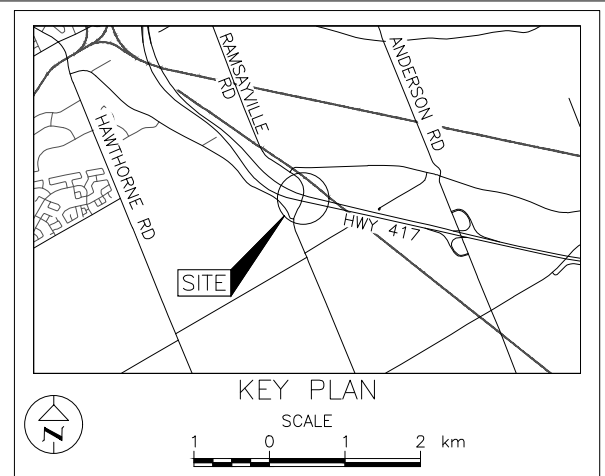 RAMSAYVILLE
RD
ANDERSON RD
HAWTHORNE RD
HWY 417
SITE
KEY PLAN
N
SCALE
1 0 1 2 km